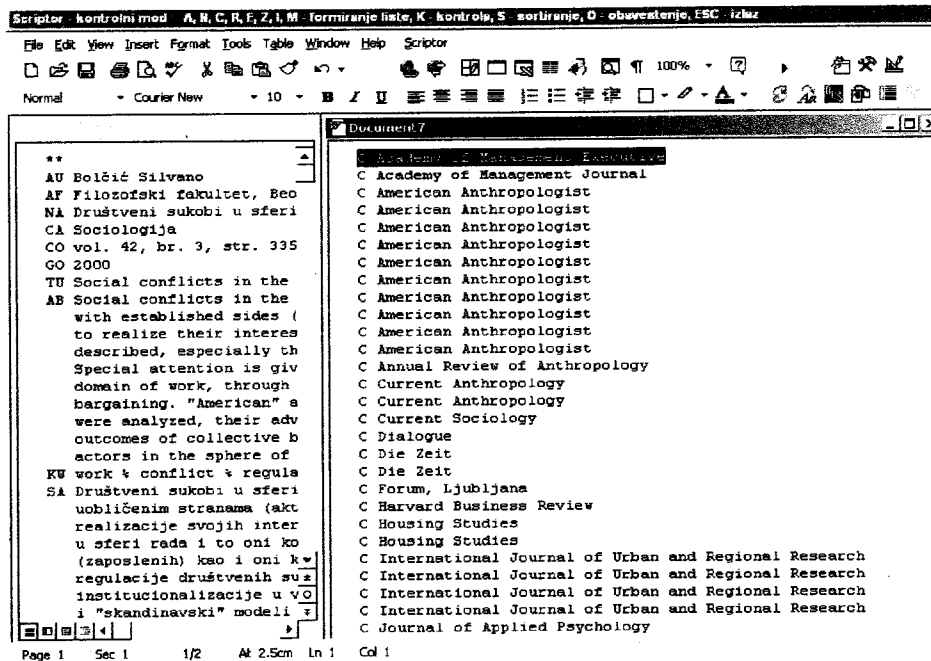 Scriptor - kontrolni mod - A, N, C, R, F, Z, I, M - formiranje liste, K - kontrola, S - sortiranje, O - obaveštenje, ESC - izlaz
File Edit View Insert Format Tools Table Window Help Scriptor
100%
Normal Courier New 10 B I U
Document7
**
AU Bolčić Silvano
AF Filozofski fakultet, Beo
NA Društveni sukobi u sferi
CA Sociologija
CO vol. 42, br. 3, str. 335
GO 2000
TU Social conflicts in the
AB Social conflicts in the
with established sides (
to realize their interes
described, especially th
Special attention is giv
domain of work, through
bargaining. "American" a
were analyzed, their adv
outcomes of collective b
actors in the sphere of
KW work % conflict % regula
SA Društveni sukobi u sferi
uobličenim stranama (akt
realizacije svojih inter
u sferi rada i to oni ko
(zaposlenih) kao i oni k
regulacije društvenih su
institucionalizacije u v
i "skandinavski" modeli
C Academy of Management Executive
C Academy of Management Journal
C American Anthropologist
C American Anthropologist
C American Anthropologist
C American Anthropologist
C American Anthropologist
C American Anthropologist
C American Anthropologist
C American Anthropologist
C American Anthropologist
C American Anthropologist
C Annual Review of Anthropology
C Current Anthropology
C Current Anthropology
C Current Sociology
C Dialogue
C Die Zeit
C Die Zeit
C Forum, Ljubljana
C Harvard Business Review
C Housing Studies
C Housing Studies
C International Journal of Urban and Regional Research
C International Journal of Urban and Regional Research
C International Journal of Urban and Regional Research
C International Journal of Urban and Regional Research
C Journal of Applied Psychology
Page 1 Sec 1 1/2 At 2.5cm Ln 1 Col 1